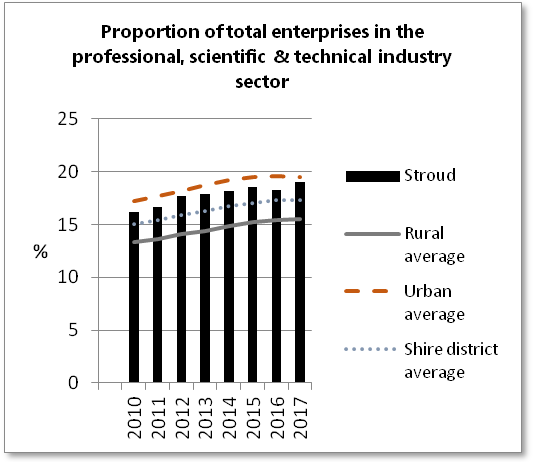 Proportion of total enterprises in the
professional, scientific & technical industry
sector
25
20
15
10
5
0
%
2010
2011
2012
2013
2014
2015
2016
2017
Stroud
Rural
average
Urban
average
Shire district
average